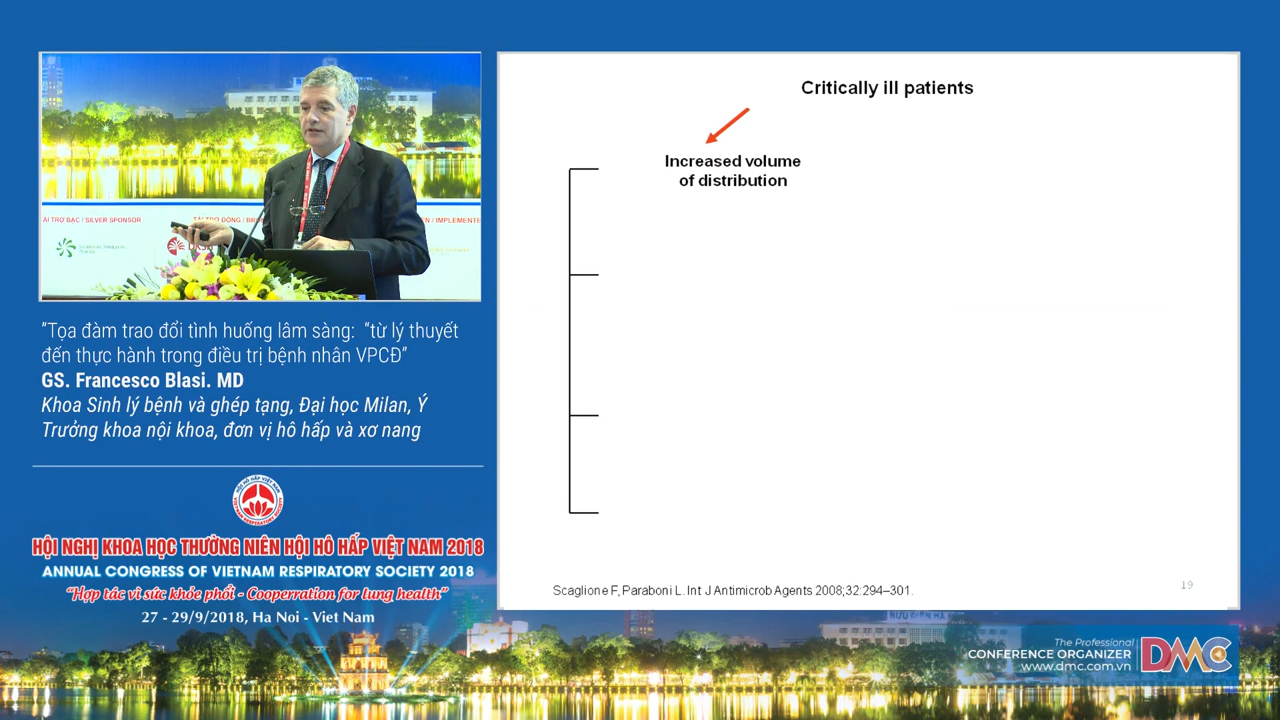 ÀI TRỢ BẠC / SILVER SPONSOR
"Tọa đàm trao đổi tình huống lâm sàng: "từ lý thuyết
đến thực hành trong điều trị bệnh nhân VPCĐ"
GS. Francesco Blasi. MD
Khoa Sinh lý bệnh và ghép tạng, Đại học Milan, Ý
Trưởng khoa nội khoa, đơn vị hô hấp và xơ nang
HỘI NGHỊ KHOA HỌC THƯỜNG NIÊN HỘI HÔ HẤP VIỆT NAM 2018
ANNUAL CONGRESS OF VIETNAM RESPIRATORY SOCIETY 2018
"Hợp tác vì sức khỏe phổi - Cooperration for lung health"
27 - 29/9/2018, Ha Noi - Viet Nam
Critically ill patients
Increased volume
of distribution
Scaglione F, Paraboni L. Int J Antimicrob Agents 2008;32:294–301.
19
The Professional
CONFERENCE ORGANIZER
www.dmc.com.vn
DMC